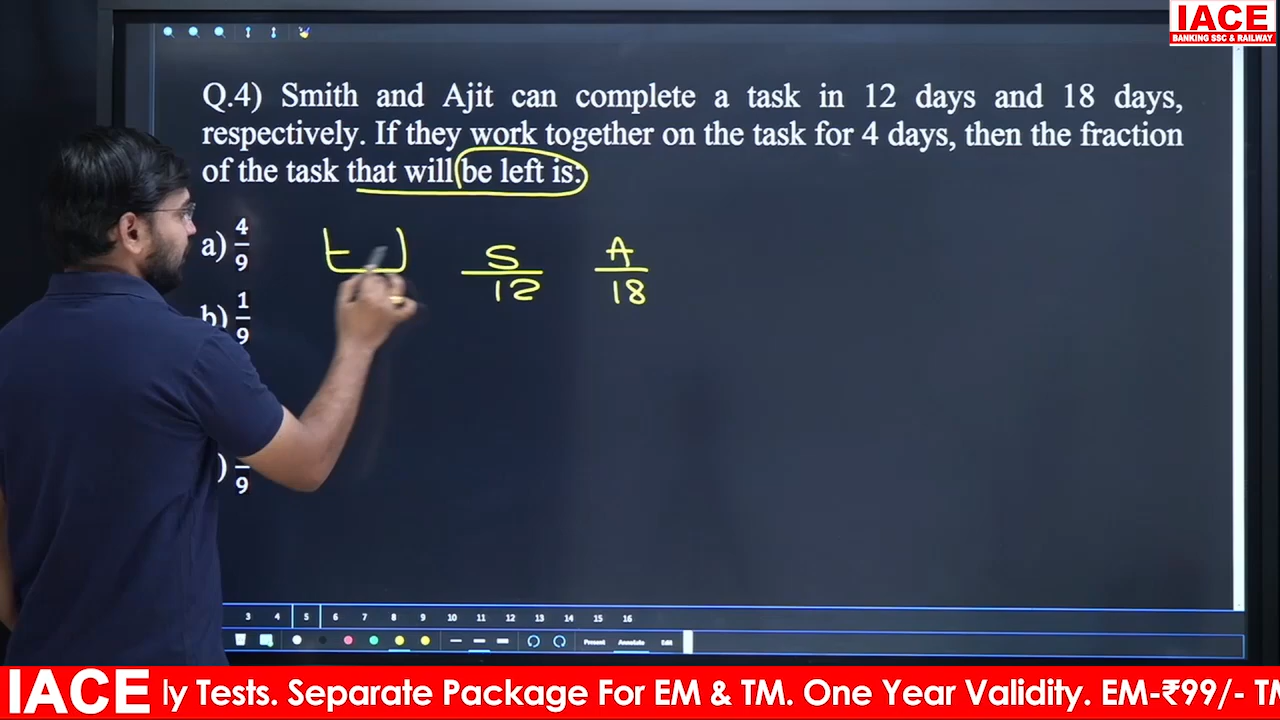 IACE
BANKING SSC & RAILWAY
Q.4) Smith and Ajit can complete a task in 12 days and 18 days,
respectively. If they work together on the task for 4 days, then the fraction
of the task that will be left is:
a) 4/9
b) 1/9
) 9
S A
12 18
3 4 5 6 7 8 9 10 11 12 13 14 15 16
Present Annotate Edit
IACE ly Tests. Separate Package For EM & TM. One Year Validity. EM-₹99/- TM